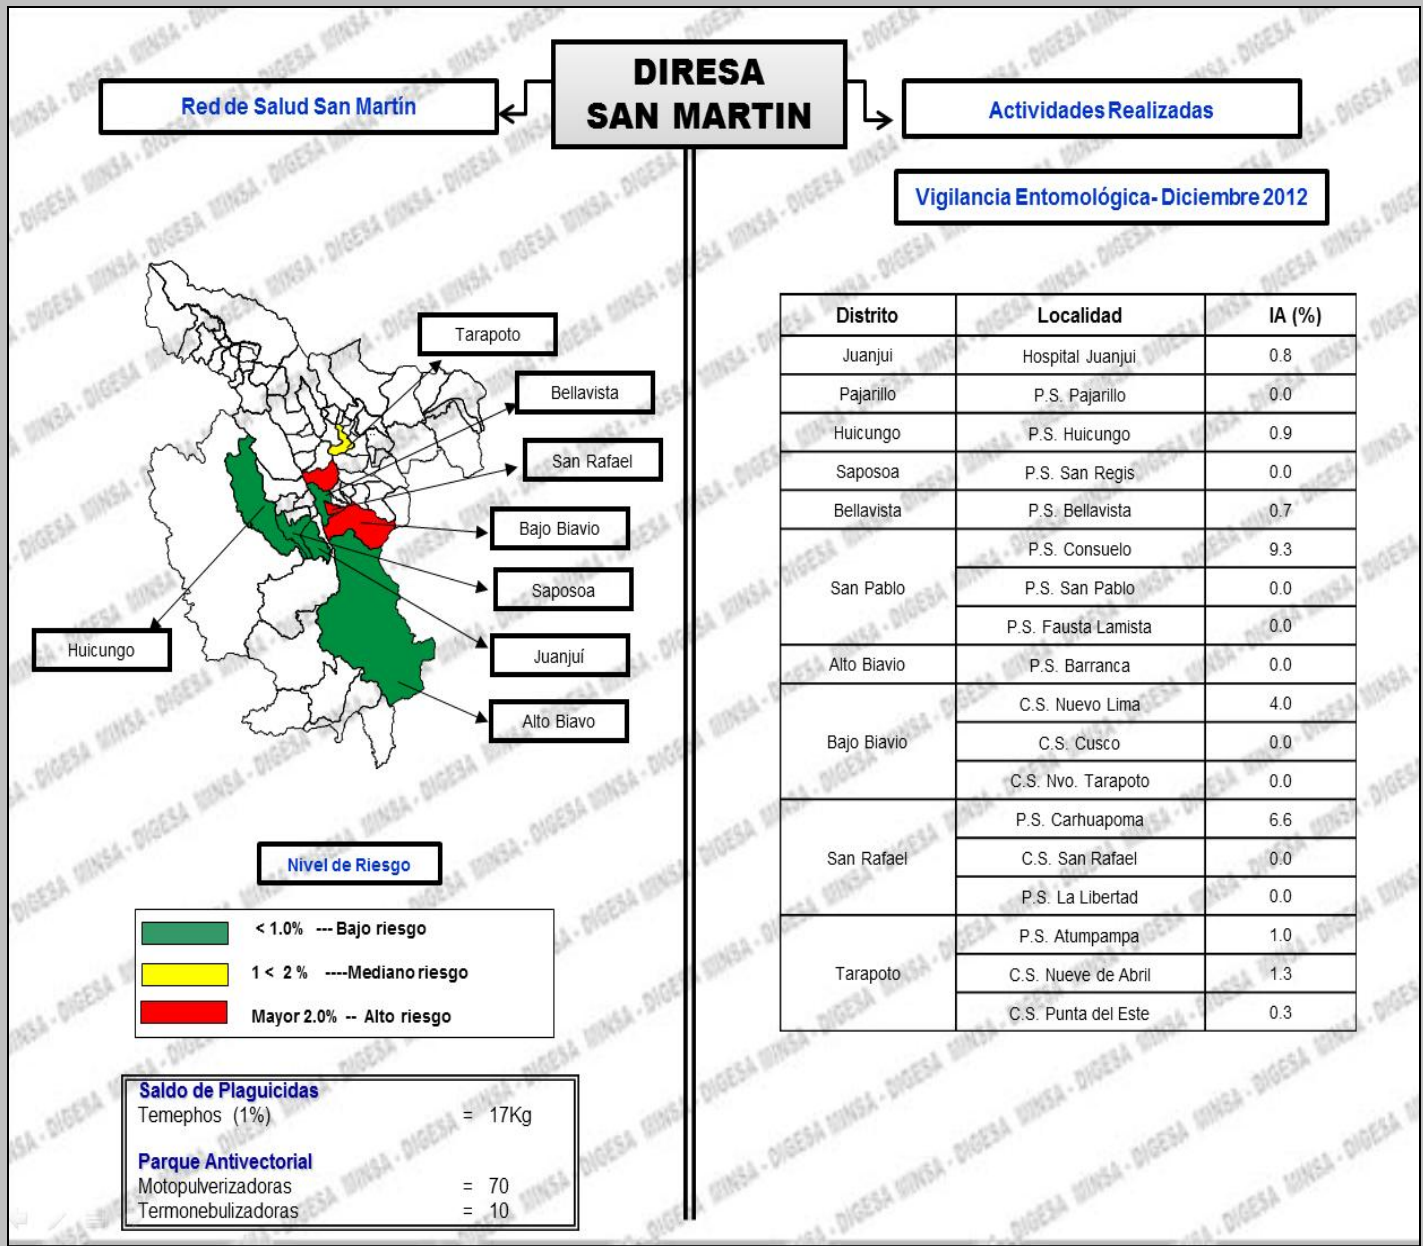 DIRESA
SAN MARTIN
Red de Salud San Martín
Actividades Realizadas
Vigilancia Entomológica- Diciembre 2012
Tarapoto
Bellavista
San Rafael
Bajo Biavio
Saposoa
Juanjuí
Alto Biavo
Huicungo
Nivel de Riesgo
< 1.0% --- Bajo riesgo
1 < 2 % ----Mediano riesgo
Mayor 2.0% -- Alto riesgo
Saldo de Plaguicidas
Temephos (1%) = 17Kg
Parque Antivectorial
Motopulverizadoras = 70
Termonebulizadoras = 10
Distrito Localidad IA (%)
Juanjui Hospital Juanjui 0.8
Pajarillo P.S. Pajarillo 0.0
Huicungo P.S. Huicungo 0.9
Saposoa P.S. San Regis 0.0
Bellavista P.S. Bellavista 0.7
San Pablo P.S. Consuelo 9.3
P.S. San Pablo 0.0
P.S. Fausta Lamista 0.0
Alto Biavio P.S. Barranca 0.0
Bajo Biavio C.S. Nuevo Lima 4.0
C.S. Cusco 0.0
C.S. Nvo. Tarapoto 0.0
San Rafael P.S. Carhuapoma 6.6
C.S. San Rafael 0.0
P.S. La Libertad 0.0
Tarapoto P.S. Atumpampa 1.0
C.S. Nueve de Abril 1.3
C.S. Punta del Este 0.3
MINSA - DIGESA